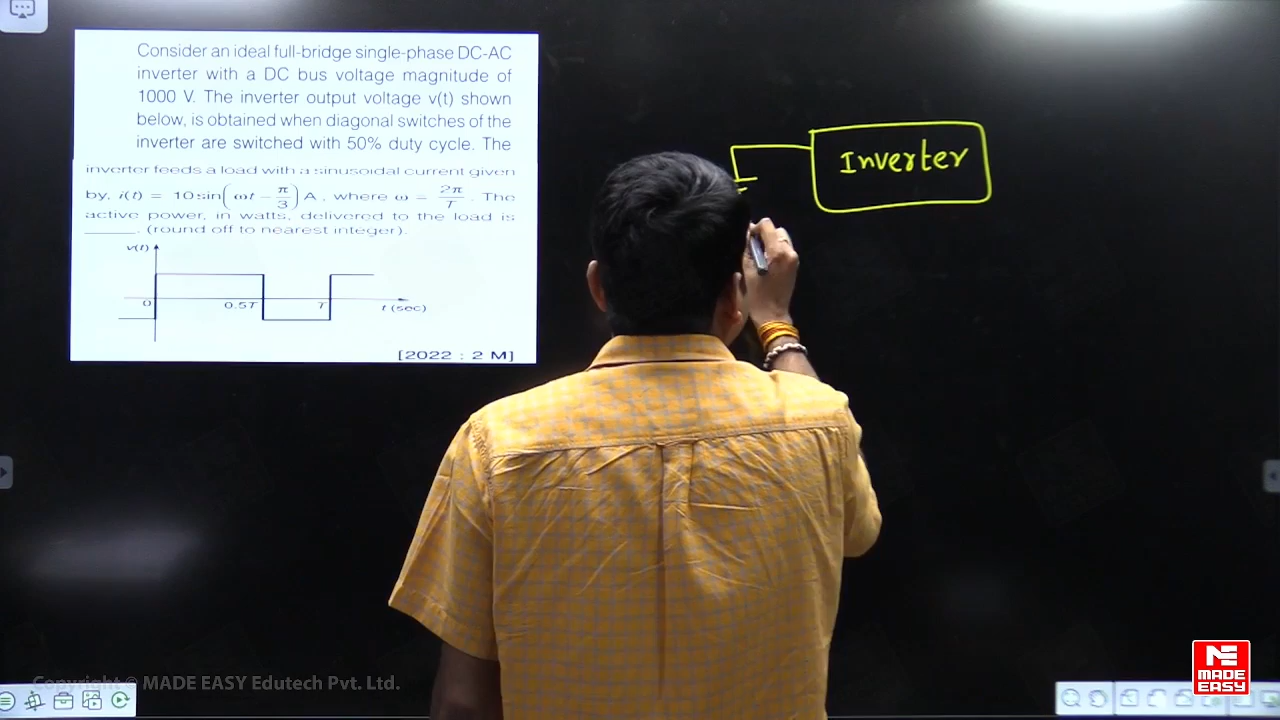 Consider an ideal full-bridge single-phase DC-AC
inverter with a DC bus voltage magnitude of
1000 V. The inverter output voltage v(t) shown
below, is obtained when diagonal switches of the
inverter are switched with 50% duty cycle. The
inverter feeds a load with a sinusoidal current given
by, i(t) = 10sin(ωt − π/3) A, where ω = 2π/T. The
active power, in watts, delivered to the load is
______. (round off to nearest integer).
v(t)
0 0.5T T t (sec)
[2022 : 2 M]
Inverter
Copyright © MADE EASY Edutech Pvt. Ltd.
MADE
EASY